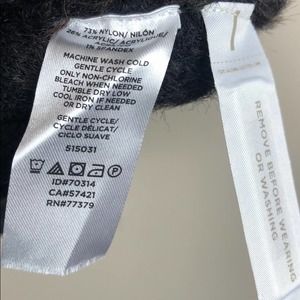 73% NYLON/ NILÓN,
26% ACRYLIC/ ACRYLIQUE/
1% SPANDEX
MACHINE WASH COLD
GENTLE CYCLE
ONLY NON-CHLORINE
BLEACH WHEN NEEDED
TUMBLE DRY LOW
COOL IRON IF NEEDED
OR DRY CLEAN
GENTLE CYCLE/
CYCLE DÉLICAT/
CICLO SUAVE
515031
ID#70314
CA#57421
RN#77379
REMOVE BEFORE WEARING
OR WASHING